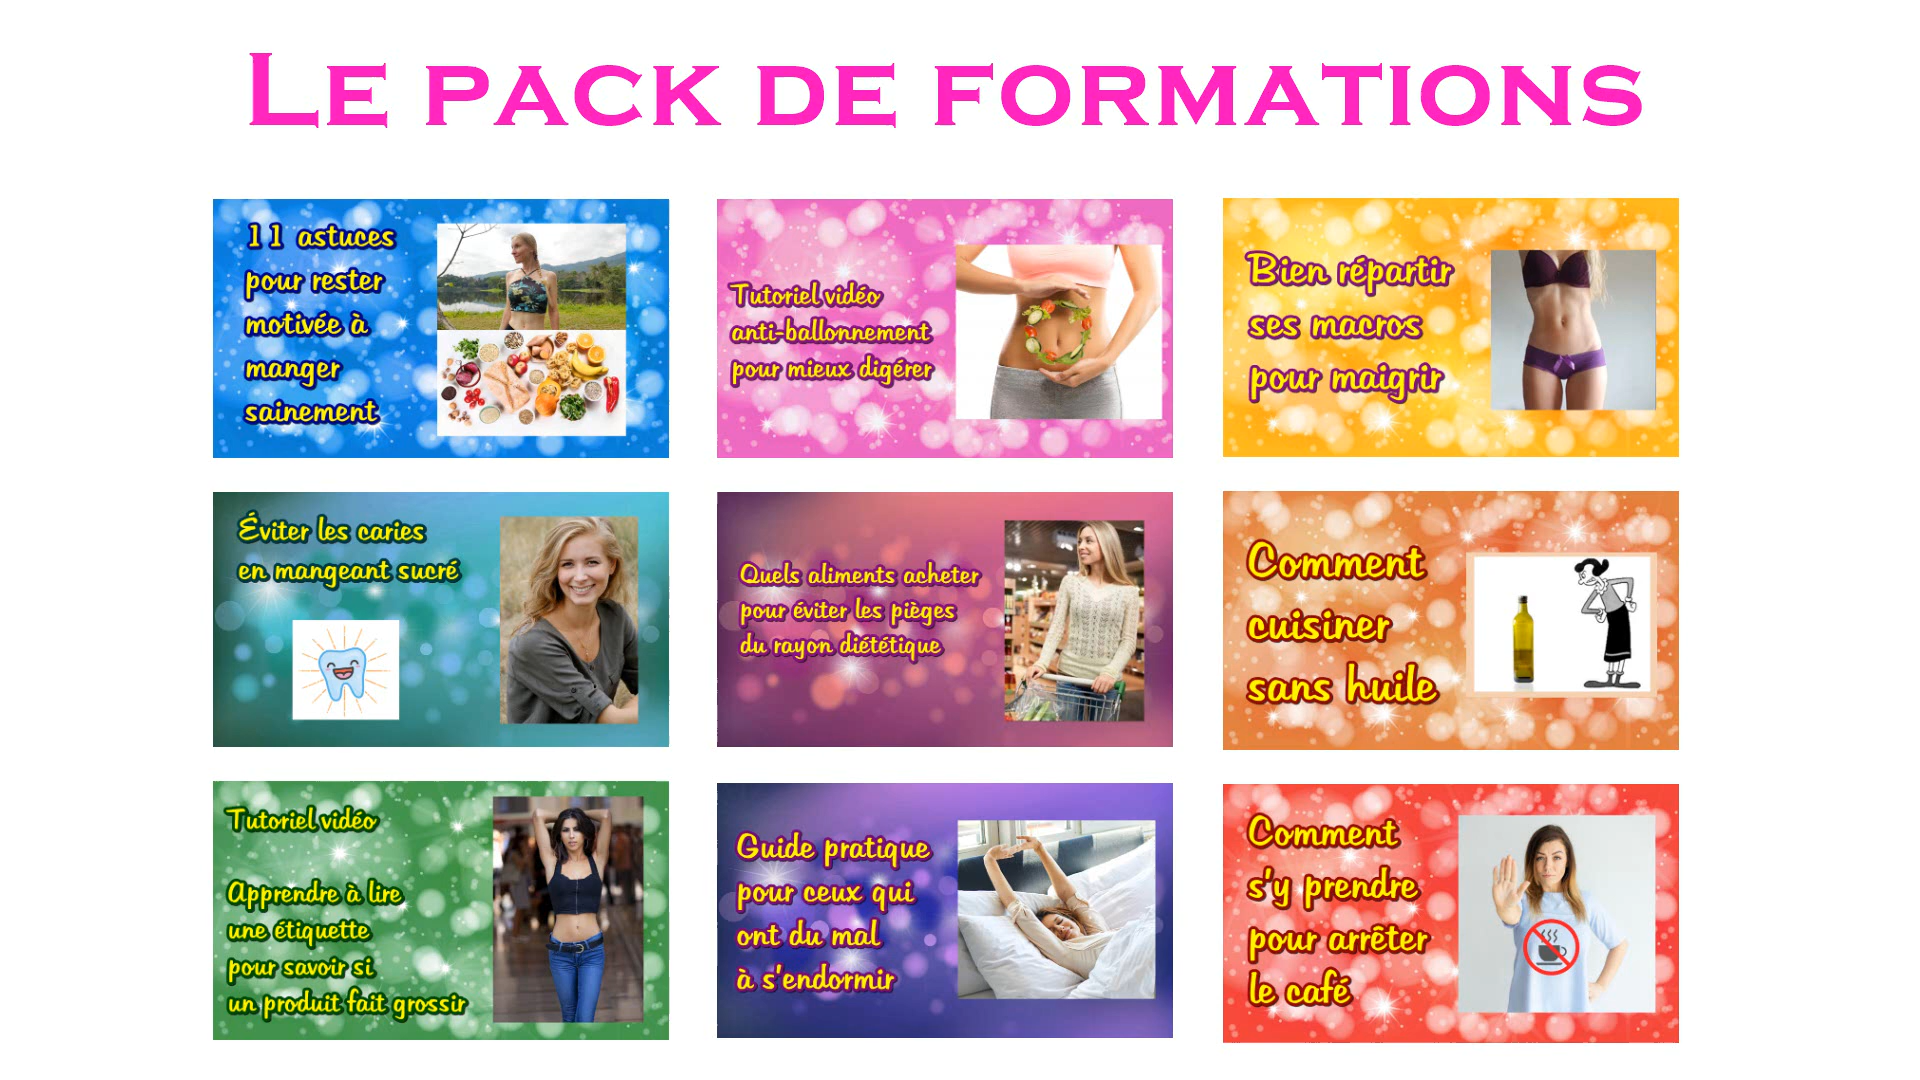 Le pack de formations
11 astuces
pour rester
motivée à
manger
sainement
Tutoriel vidéo
anti-ballonnement
pour mieux digérer
Bien répartir
ses macros
pour maigrir
Éviter les caries
en mangeant sucré
Quels aliments acheter
pour éviter les pièges
du rayon diététique
Comment
cuisiner
sans huile
Tutoriel vidéo
Apprendre à lire
une étiquette
pour savoir si
un produit fait grossir
Guide pratique
pour ceux qui
ont du mal
à s'endormir
Comment
s'y prendre
pour arrêter
le café